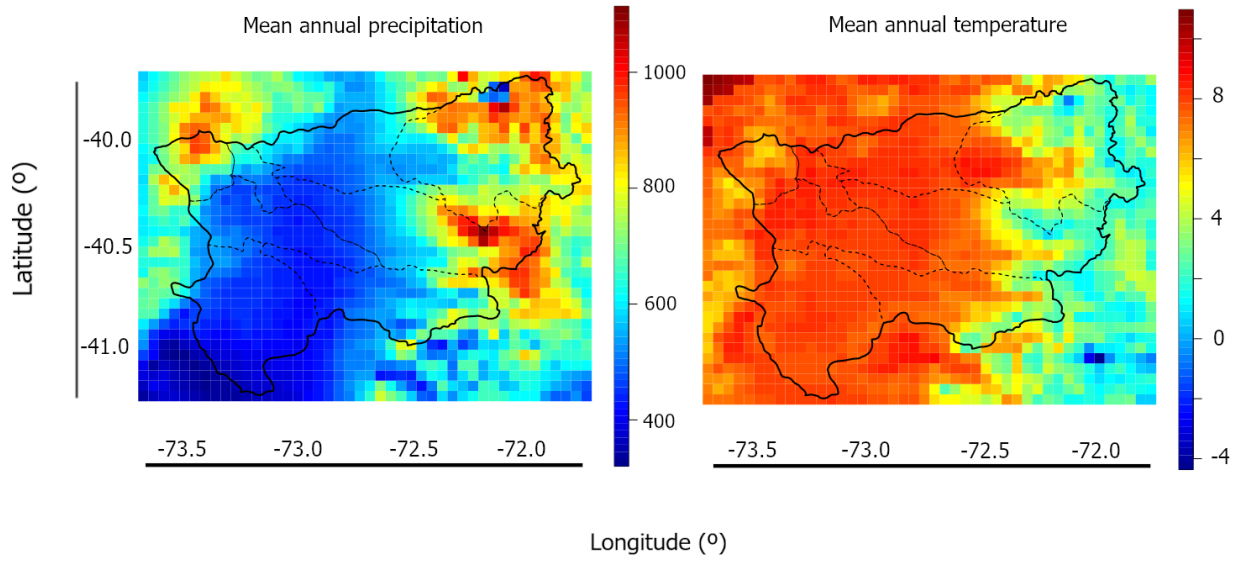 Mean annual precipitation
Mean annual temperature
1000
800
600
400
8
4
0
-4
-40.0
-40.5
-41.0
Latitude (º)
-73.5 -73.0 -72.5 -72.0
-73.5 -73.0 -72.5 -72.0
Longitude (º)